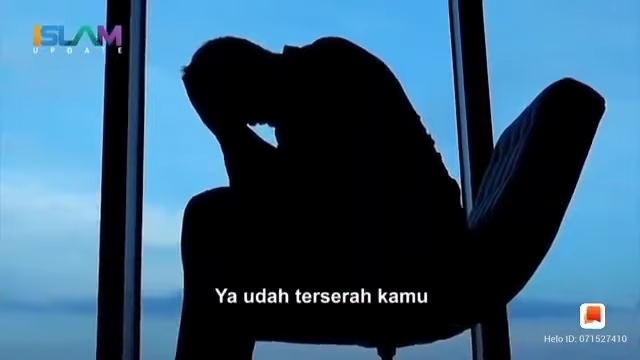 ISLAM
UPDATE
Ya udah terserah kamu
Helo ID: 071527410